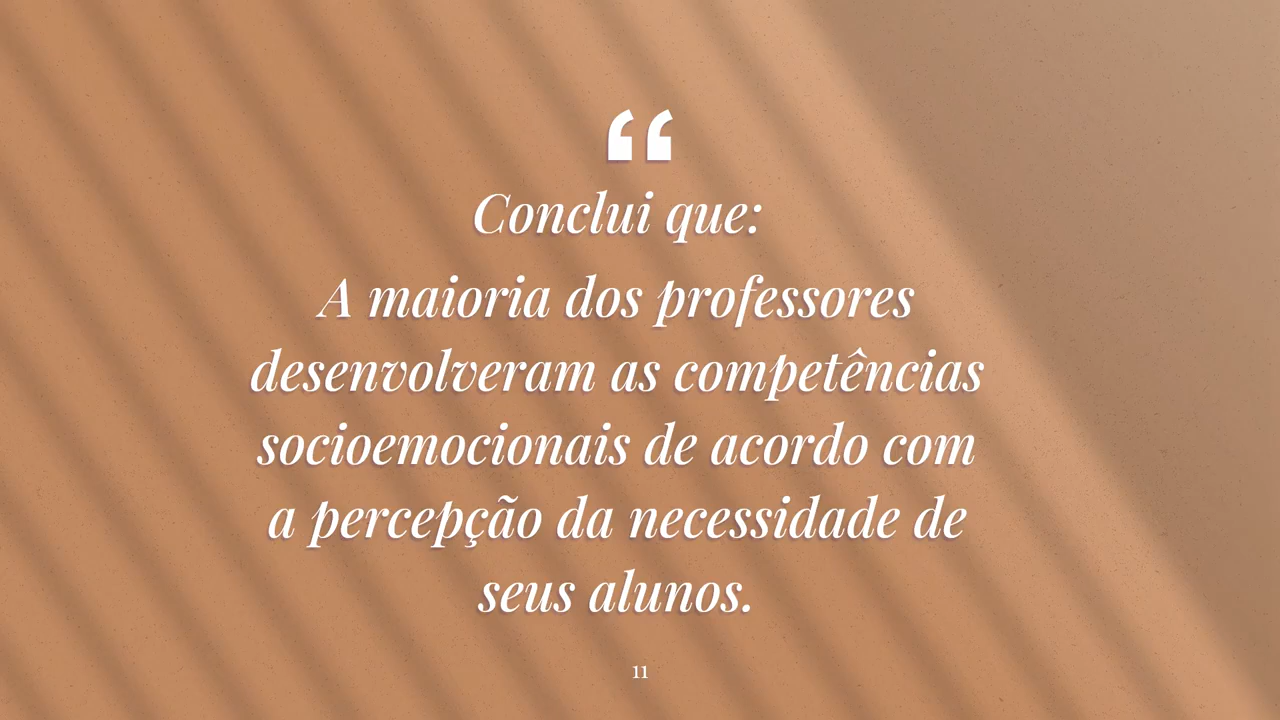 “
Conclui que:
A maioria dos professores
desenvolveram as competências
socioemocionais de acordo com
a percepção da necessidade de
seus alunos.
11